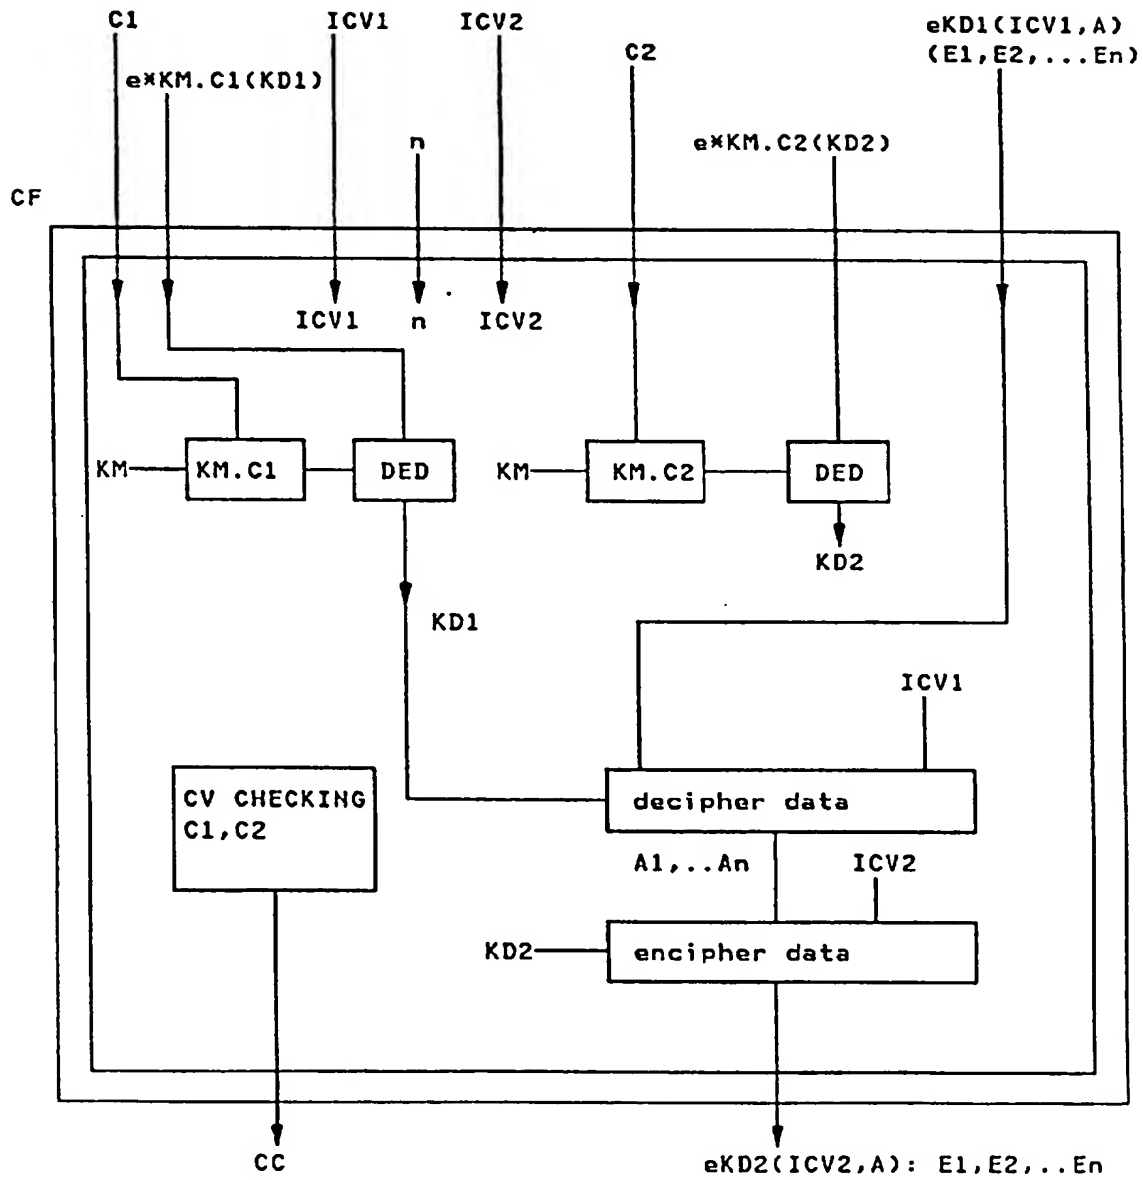 C1
ICV1
ICV2
eKD1(ICV1,A)
(E1,E2,...En)
C2
e*KM.C1(KD1)
n
e*KM.C2(KD2)
CF
ICV1
n
ICV2
KM
KM.C1
DED
KM
KM.C2
DED
KD2
KD1
ICV1
CV CHECKING
C1,C2
decipher data
A1,..An
ICV2
KD2
encipher data
CC
eKD2(ICV2,A): E1,E2,..En